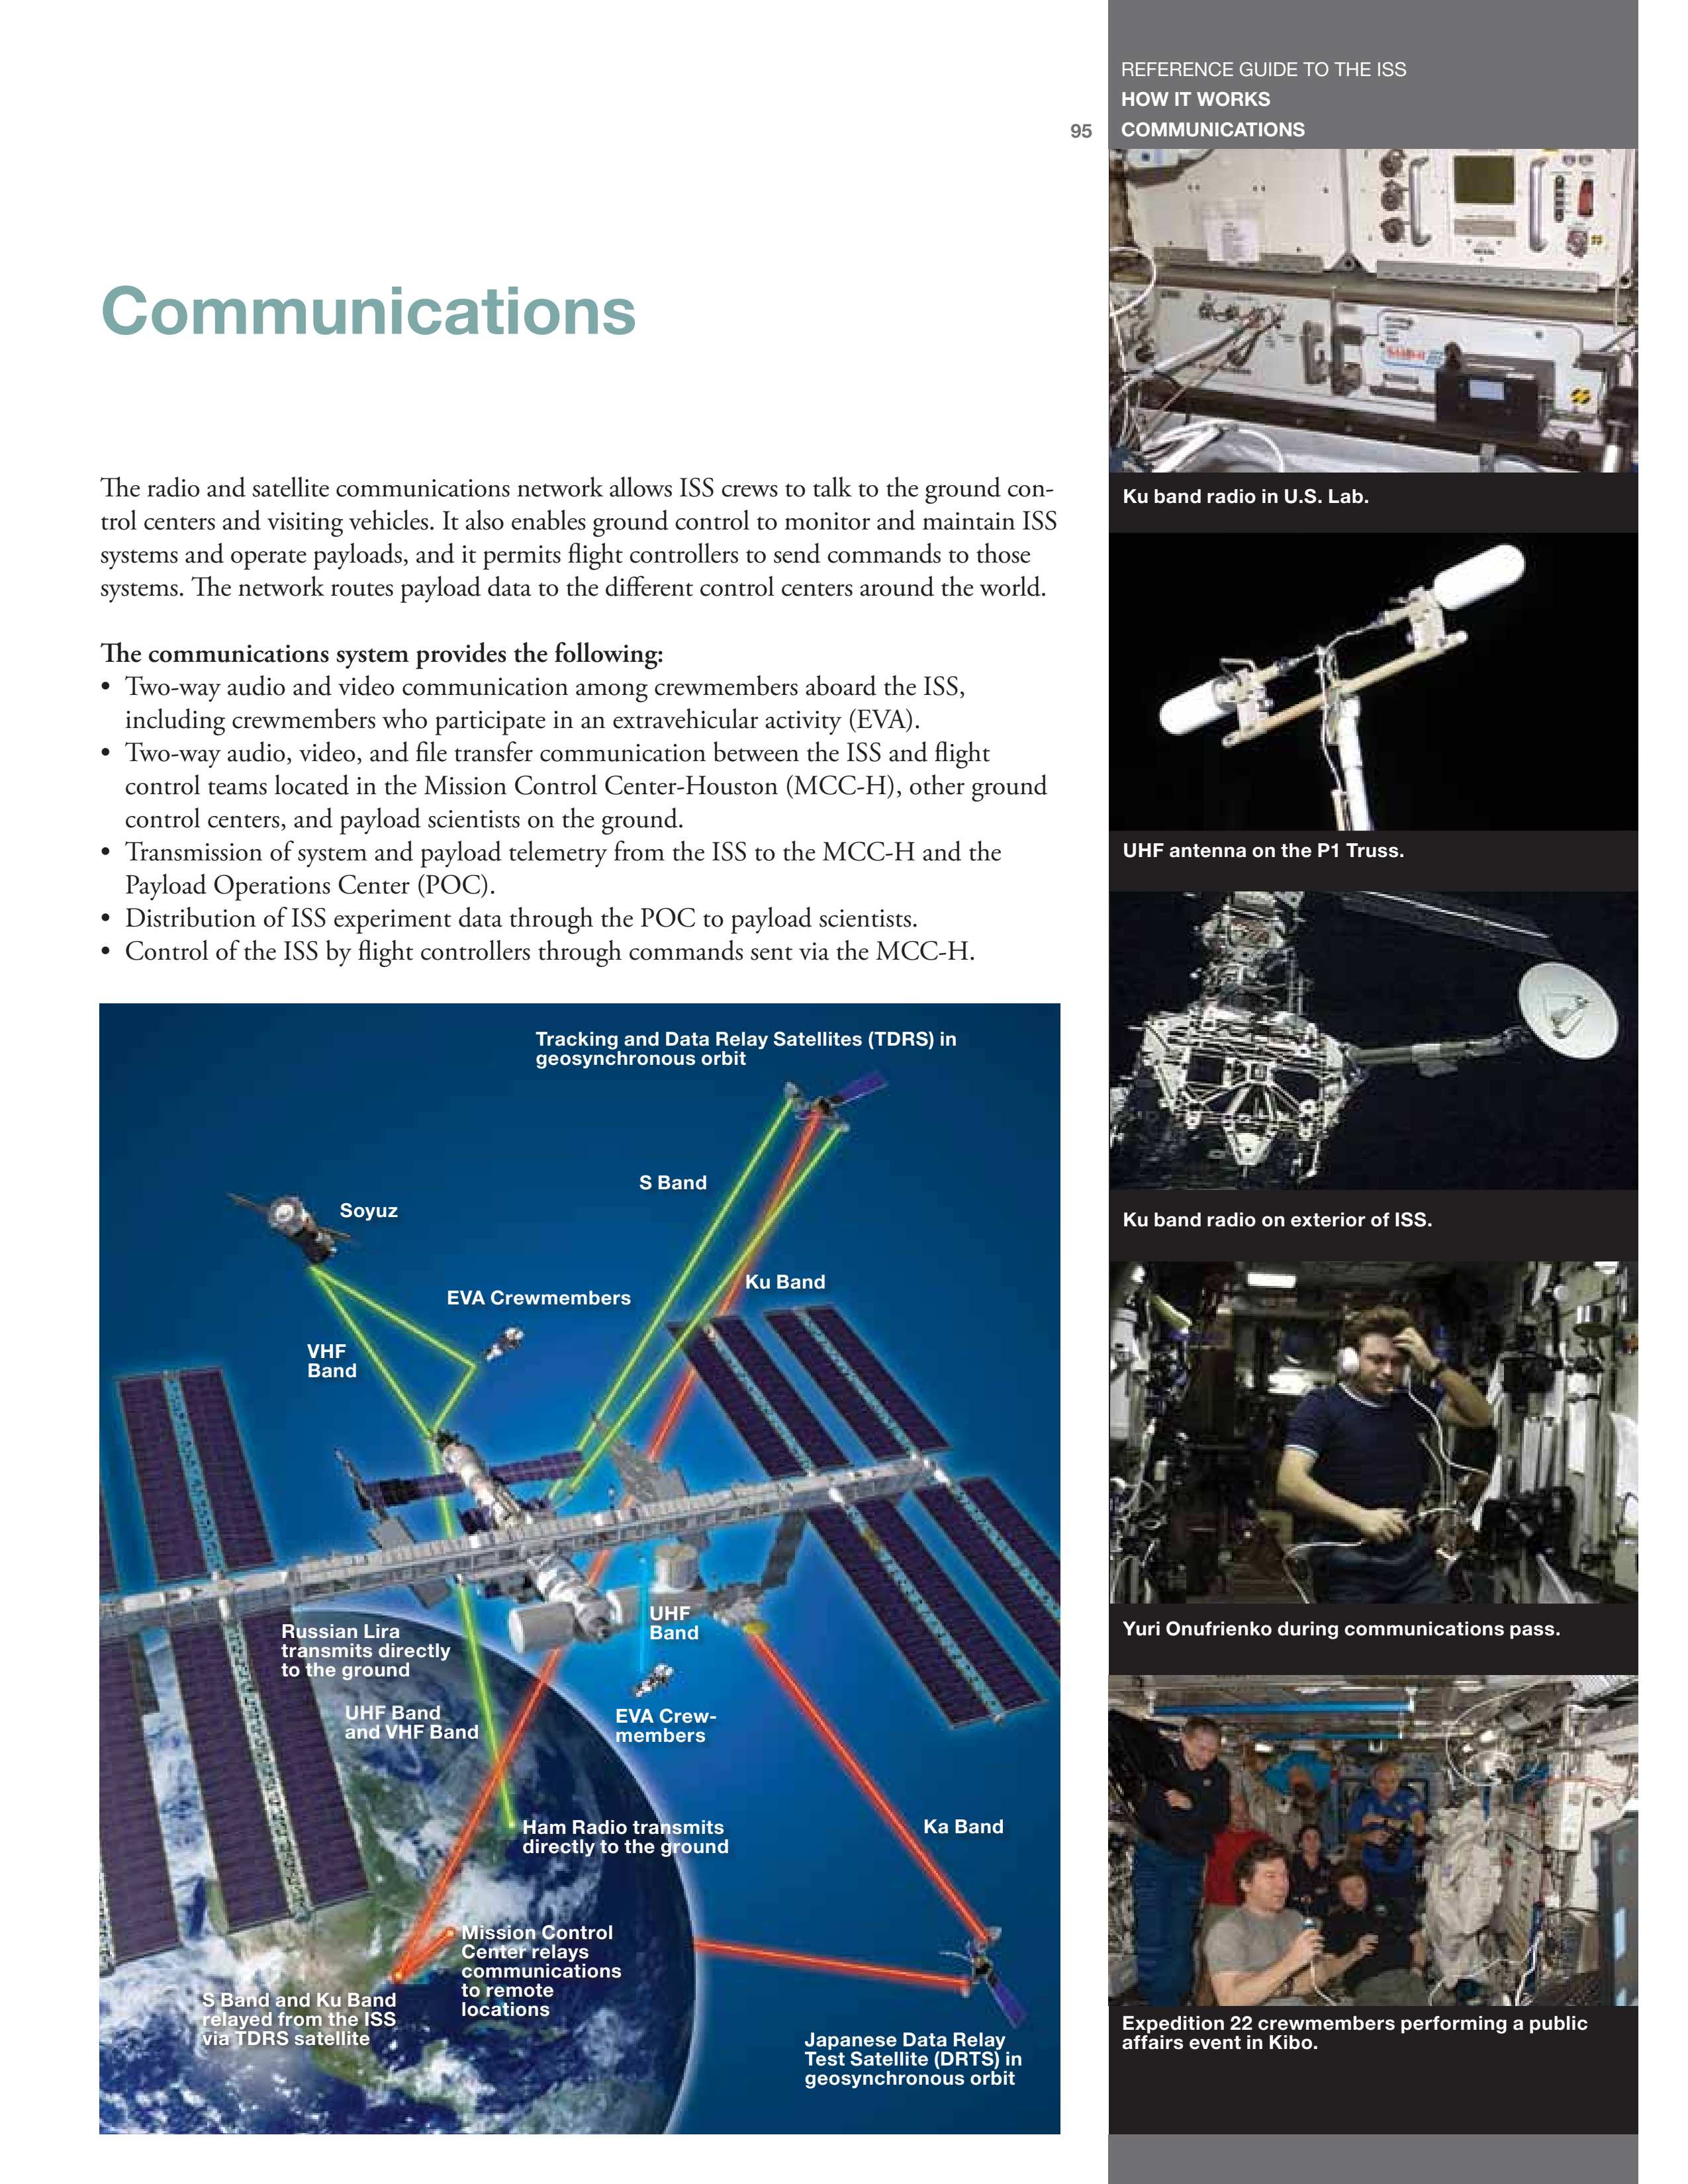 REFERENCE GUIDE TO THE ISS
HOW IT WORKS
95 COMMUNICATIONS
Communications
The radio and satellite communications network allows ISS crews to talk to the ground con-
trol centers and visiting vehicles. It also enables ground control to monitor and maintain ISS
systems and operate payloads, and it permits flight controllers to send commands to those
systems. The network routes payload data to the different control centers around the world.
The communications system provides the following:
• Two-way audio and video communication among crewmembers aboard the ISS,
including crewmembers who participate in an extravehicular activity (EVA).
• Two-way audio, video, and file transfer communication between the ISS and flight
control teams located in the Mission Control Center-Houston (MCC-H), other ground
control centers, and payload scientists on the ground.
• Transmission of system and payload telemetry from the ISS to the MCC-H and the
Payload Operations Center (POC).
• Distribution of ISS experiment data through the POC to payload scientists.
• Control of the ISS by flight controllers through commands sent via the MCC-H.
Tracking and Data Relay Satellites (TDRS) in
geosynchronous orbit
S Band
Soyuz
Ku Band
EVA Crewmembers
VHF
Band
UHF
Band
Russian Lira
transmits directly
to the ground
UHF Band
and VHF Band
EVA Crew-
members
Ham Radio transmits
directly to the ground
Ka Band
Mission Control
Center relays
communications
to remote
locations
S Band and Ku Band
relayed from the ISS
via TDRS satellite
Japanese Data Relay
Test Satellite (DRTS) in
geosynchronous orbit
Ku band radio in U.S. Lab.
UHF antenna on the P1 Truss.
Ku band radio on exterior of ISS.
Yuri Onufrienko during communications pass.
Expedition 22 crewmembers performing a public
affairs event in Kibo.